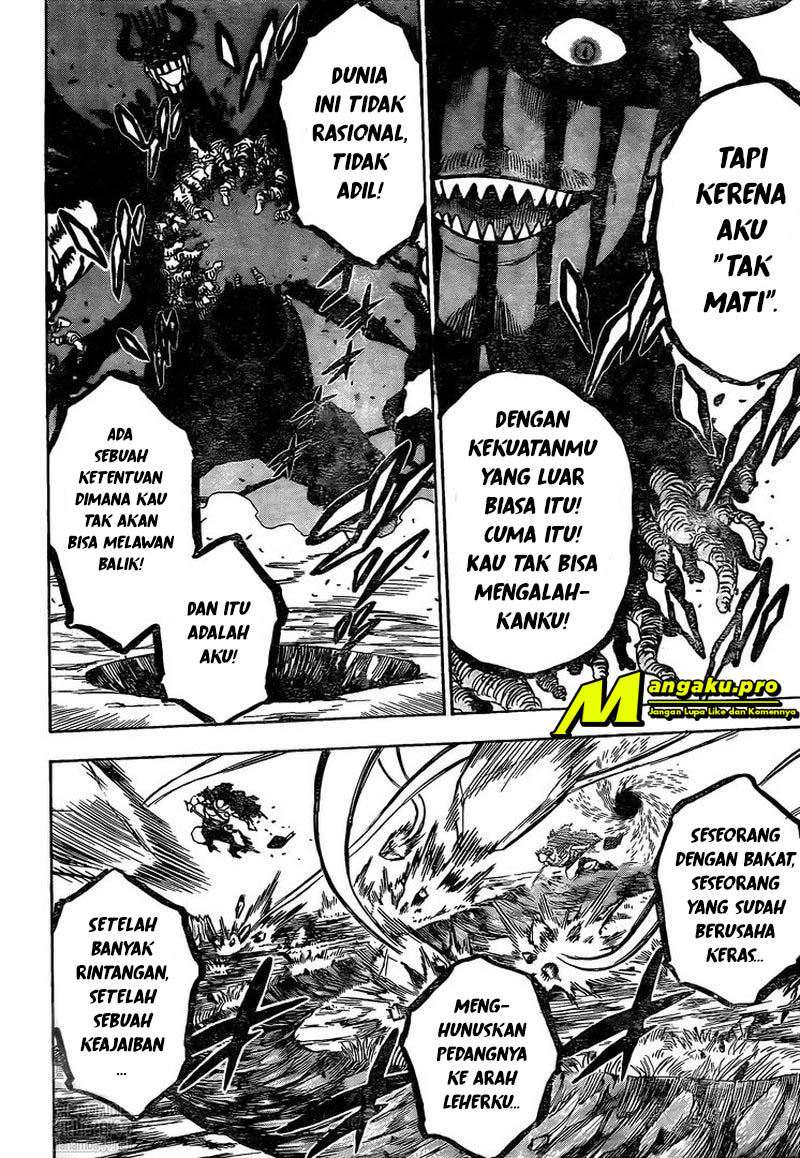 TAPI
KERENA
AKU
"TAK
MATI".
DENGAN
KEKUATANMU
YANG LUAR
BIASA ITU!
CUMA ITU!
KAU TAK BISA
MENGALAH-
KANKU!
DUNIA
INI TIDAK
RASIONAL,
TIDAK
ADIL!
ADA
SEBUAH
KETENTUAN
DIMANA KAU
TAK AKAN
BISA MELAWAN
BALIK!
DAN ITU
ADALAH
AKU!
Mangaku.pro
Jangan Lupa Like dan Komennya
SESEORANG
DENGAN BAKAT,
SESEORANG
YANG SUDAH
BERUSAHA
KERAS...
MENG-
HUNUSKAN
PEDANGNYA
KE ARAH
LEHERKU...
SETELAH
BANYAK
RINTANGAN,
SETELAH
SEBUAH
KEAJAIBAN
...